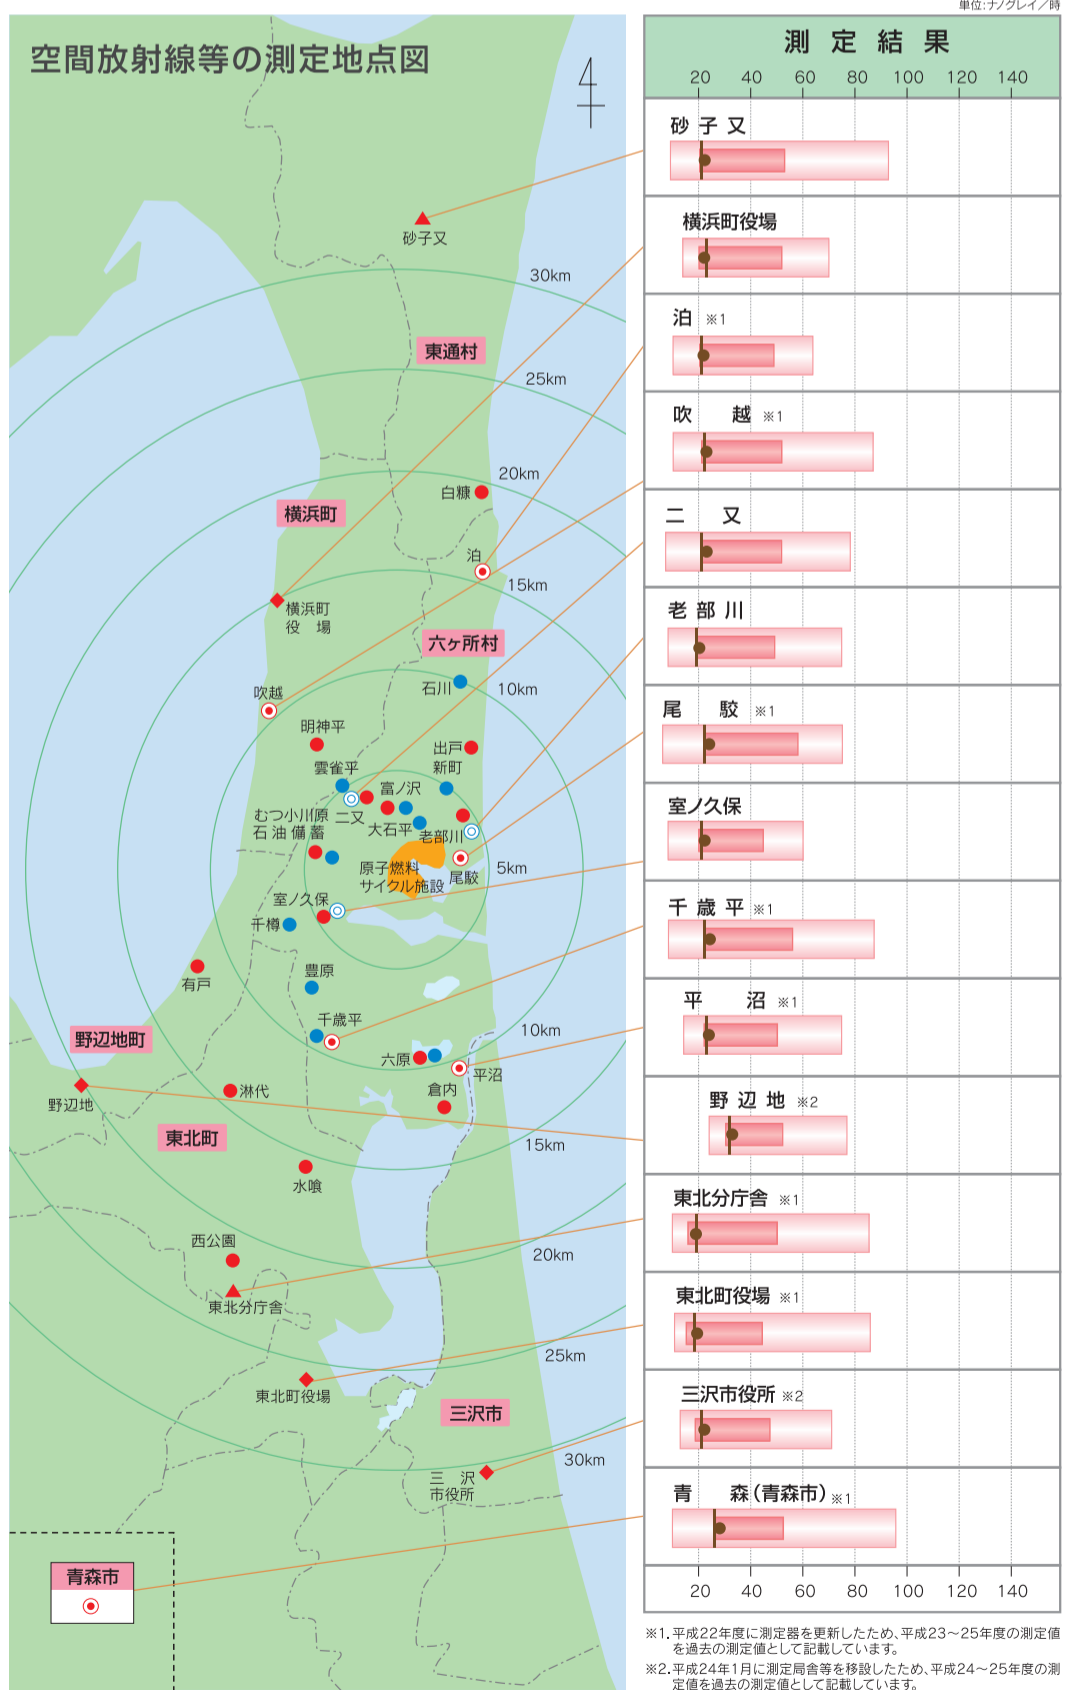 単位:ナノグレイ／時
空間放射線等の測定地点図
砂子又
30km
東通村
25km
20km
白糠
横浜町
泊
15km
横浜町
役　場
六ヶ所村
石川
10km
吹越
明神平
出戸
新町
雲雀平
富ノ沢
むつ小川原
石油備蓄
二又
大石平
老部川
原子燃料
サイクル施設
尾駮
5km
室ノ久保
千樽
有戸
豊原
千歳平
10km
野辺地町
六原
平沼
野辺地
淋代
倉内
東北町
15km
水喰
西公園
20km
東北分庁舎
25km
東北町役場
三沢市
30km
三　沢
市役所
青森市
測定結果
20 40 60 80 100 120 140
砂子又
横浜町役場
泊 ※1
吹　越 ※1
二　又
老部川
尾　駮 ※1
室ノ久保
千歳平 ※1
平　沼 ※1
野辺地 ※2
東北分庁舎 ※1
東北町役場 ※1
三沢市役所 ※2
青　森（青森市）※1
20 40 60 80 100 120 140
※1.平成22年度に測定器を更新したため、平成23～25年度の測定値
を過去の測定値として記載しています。
※2.平成24年1月に測定局舎等を移設したため、平成24～25年度の測
定値を過去の測定値として記載しています。